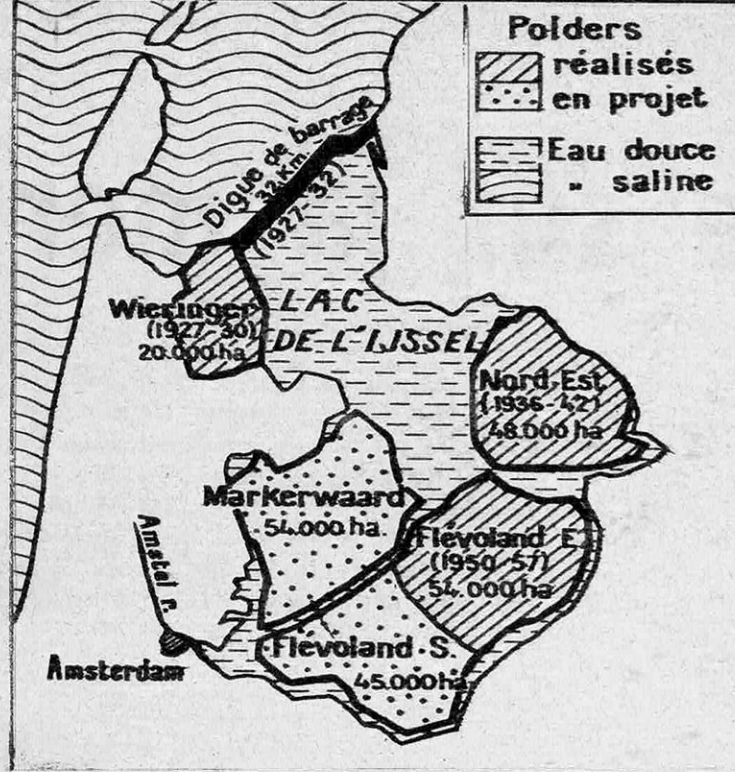 Polders
réalisés
en projet
Eau douce
" saline
Digue de barrage
32 Km.
(1927-32)
Wieringer
(1927-30)
20.000 ha
LAC
DE L'IJSSEL
Nord-Est
(1936-42)
48.000 ha
Markerwaard
54.000 ha.
Flévoland E.
(1950-57)
54.000 ha
Amstel r.
Flévoland-S.
45.000 ha.
Amsterdam